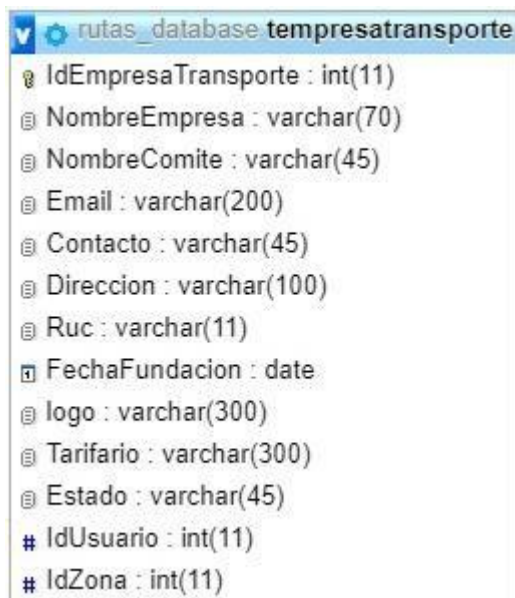 v rutas_database tempresatransporte
IdEmpresaTransporte : int(11)
NombreEmpresa : varchar(70)
NombreComite : varchar(45)
Email : varchar(200)
Contacto : varchar(45)
Direccion : varchar(100)
Ruc : varchar(11)
FechaFundacion : date
logo : varchar(300)
Tarifario : varchar(300)
Estado : varchar(45)
# IdUsuario : int(11)
# IdZona : int(11)